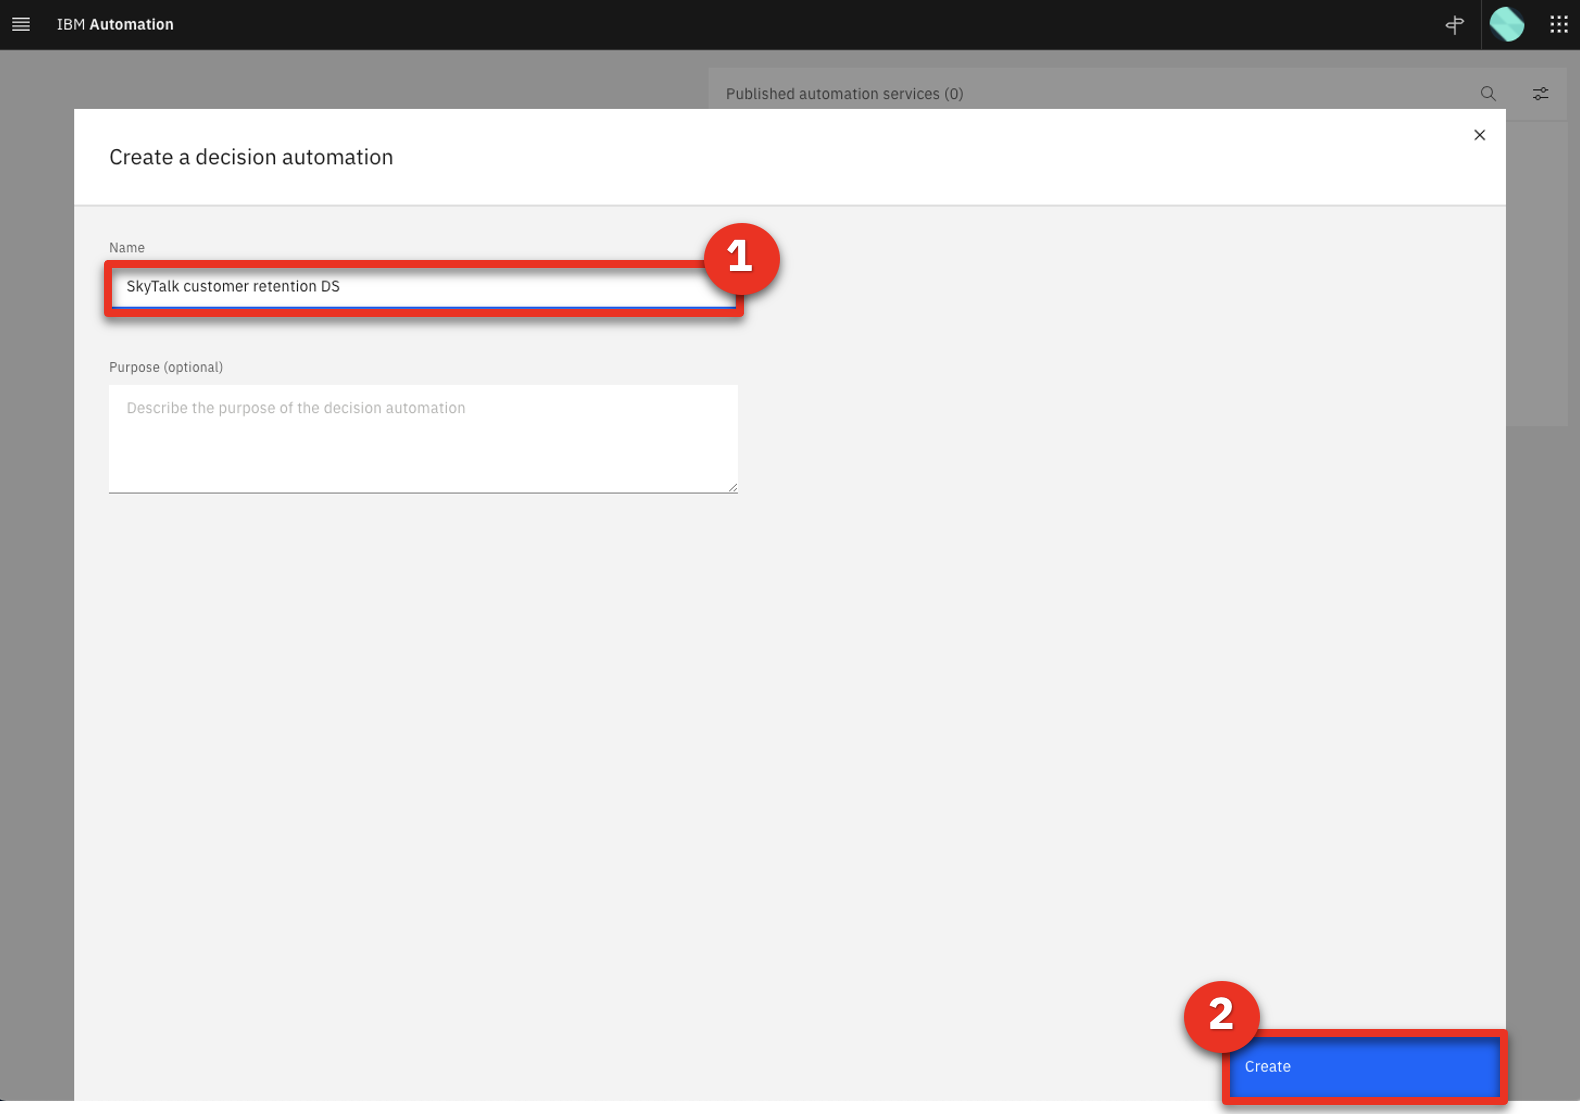 IBM Automation
Published automation services (0)
Create a decision automation
Name
1
SkyTalk customer retention DS
Purpose (optional)
Describe the purpose of the decision automation
2
Create